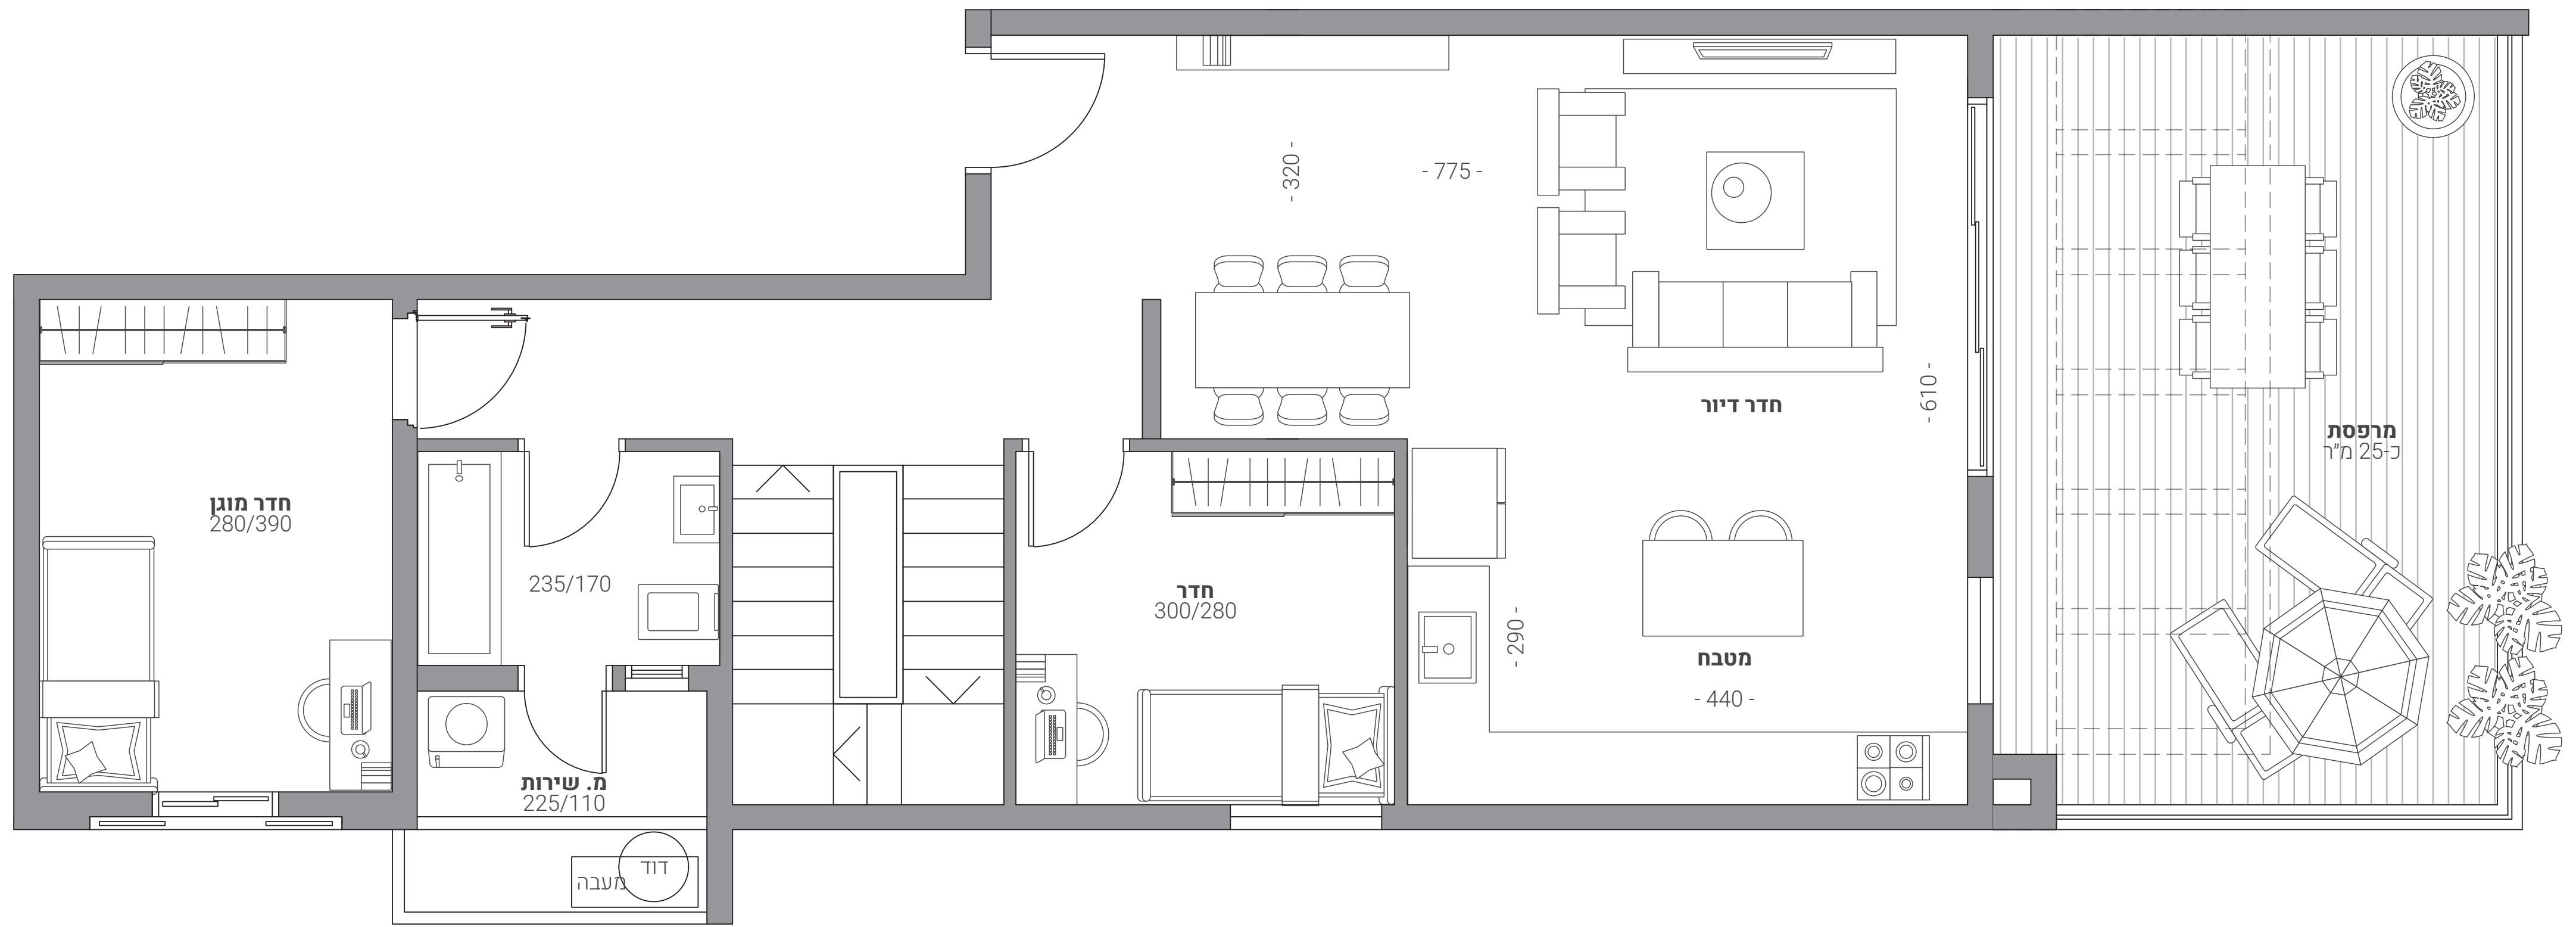 - 320 -
- 775 -
- 610 -
חדר דיור
מרפסת
כ-25 מ"ר
חדר מוגן
280/390
235/170
חדר
300/280
- 290 -
מטבח
- 440 -
מ. שירות
225/110
דוד
מעבה